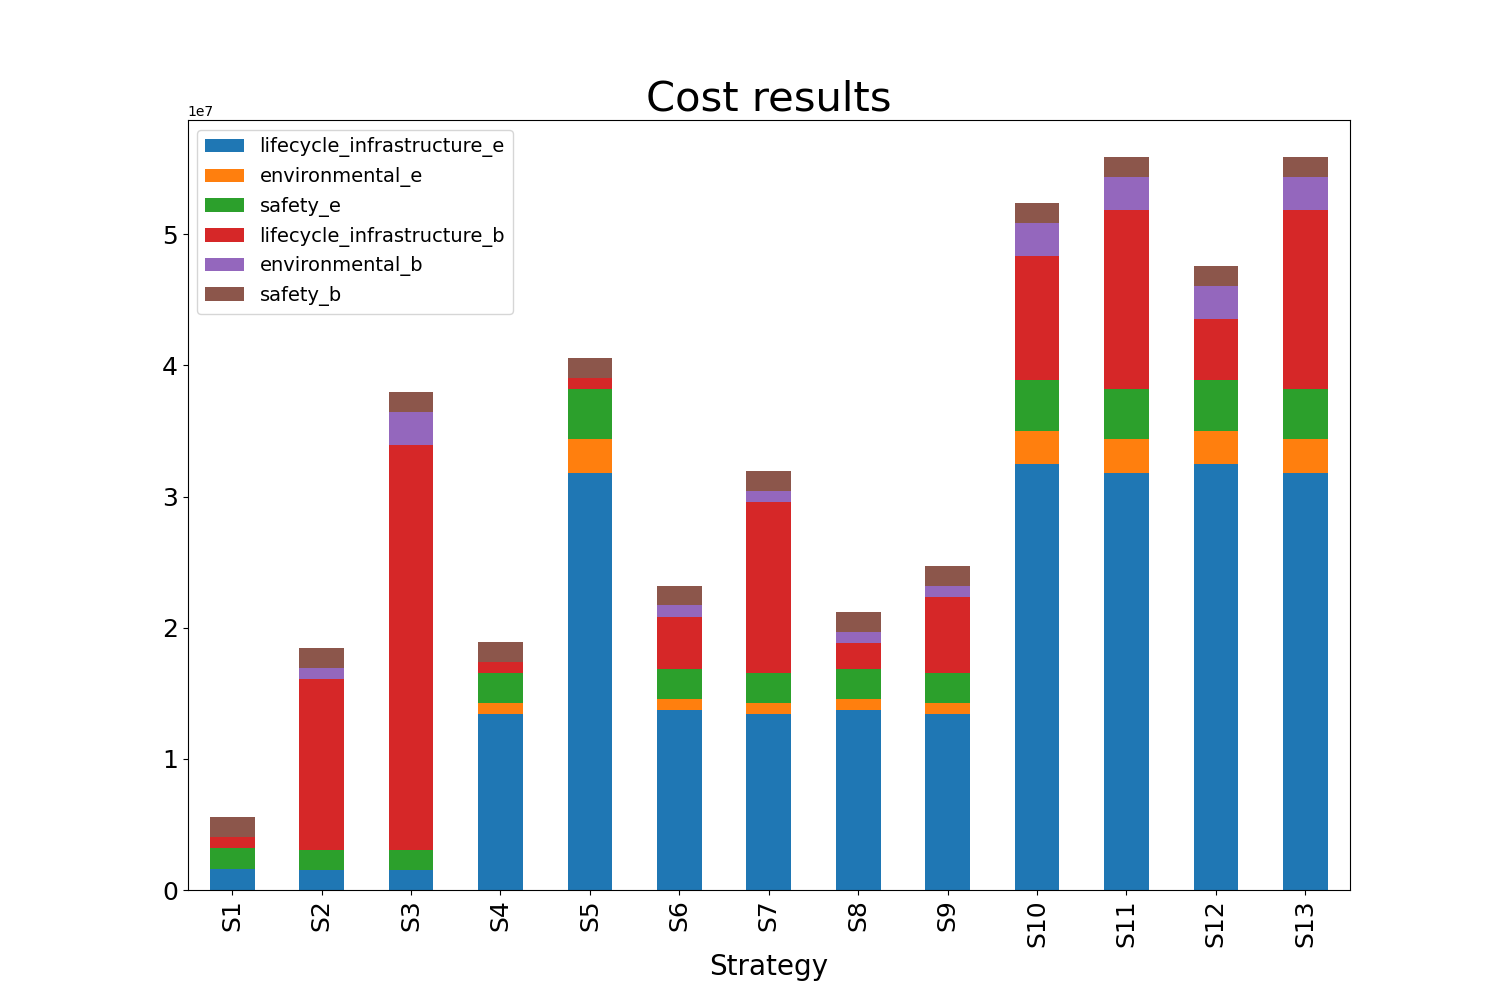 Cost results
1e7
lifecycle_infrastructure_e
environmental_e
safety_e
lifecycle_infrastructure_b
environmental_b
safety_b
5
4
3
2
1
0
S1 S2 S3 S4 S5 S6 S7 S8 S9 S10 S11 S12 S13
Strategy